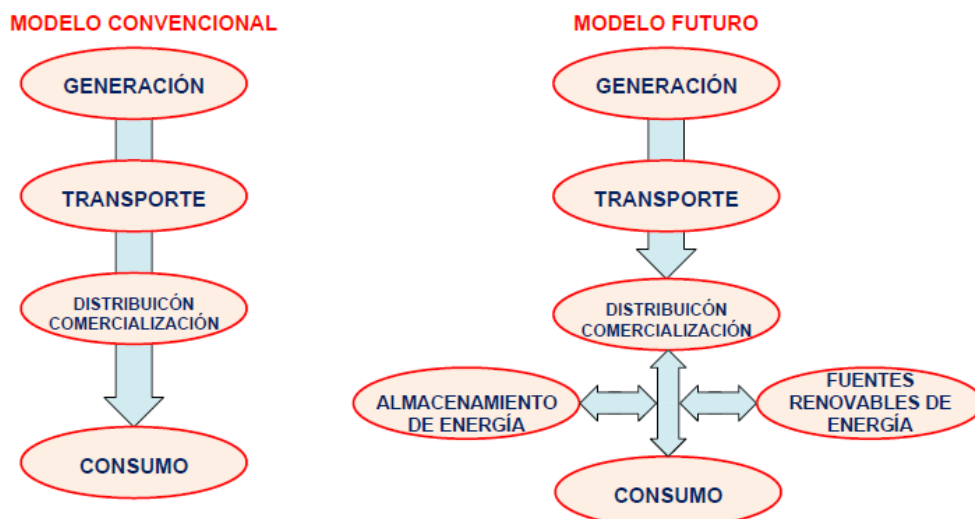 MODELO CONVENCIONAL
GENERACIÓN
TRANSPORTE
DISTRIBUICÓN
COMERCIALIZACIÓN
CONSUMO
MODELO FUTURO
GENERACIÓN
TRANSPORTE
DISTRIBUICÓN
COMERCIALIZACIÓN
ALMACENAMIENTO
DE ENERGÍA
FUENTES
RENOVABLES DE
ENERGÍA
CONSUMO